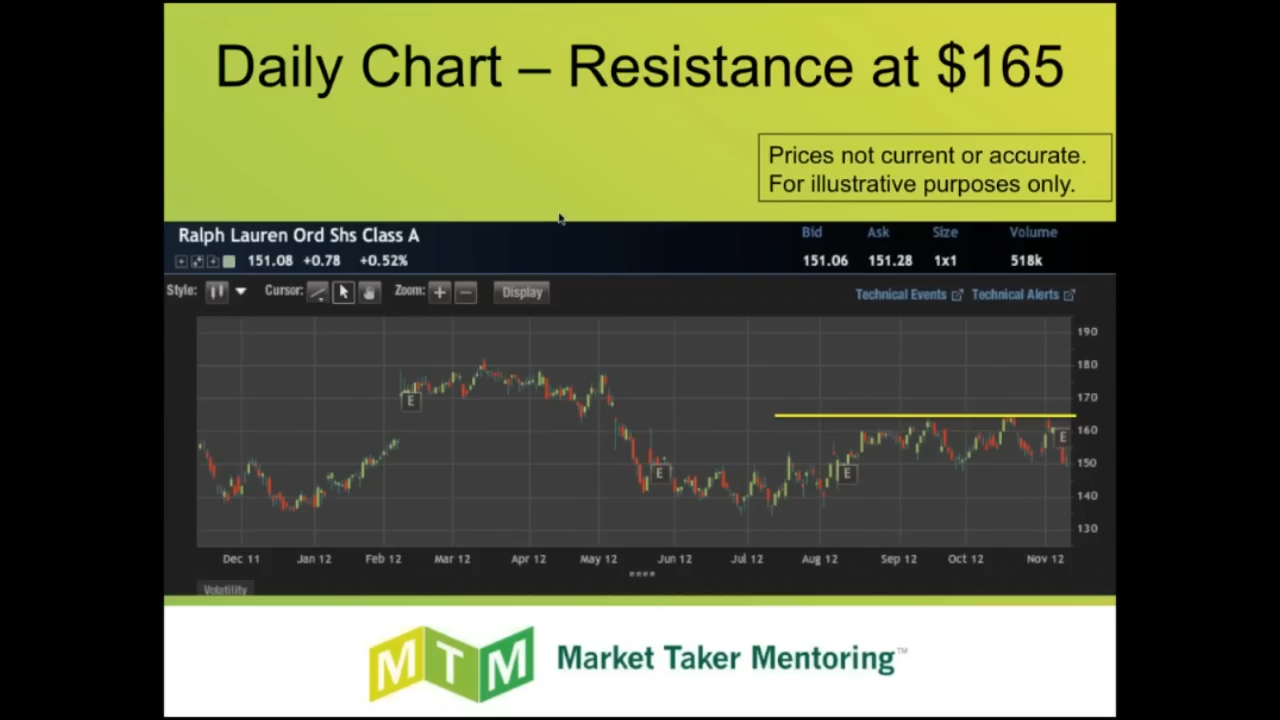 Daily Chart – Resistance at $165
Prices not current or accurate.
For illustrative purposes only.
Ralph Lauren Ord Shs Class A
Bid Ask Size Volume
151.08 +0.78 +0.52% 151.06 151.28 1x1 518k
Style: Cursor: Zoom: Display Technical Events Technical Alerts
190
180
170
E
160
E
150
E E
140
130
Dec 11 Jan 12 Feb 12 Mar 12 Apr 12 May 12 Jun 12 Jul 12 Aug 12 Sep 12 Oct 12 Nov 12
Volatility
MTM Market Taker Mentoring™